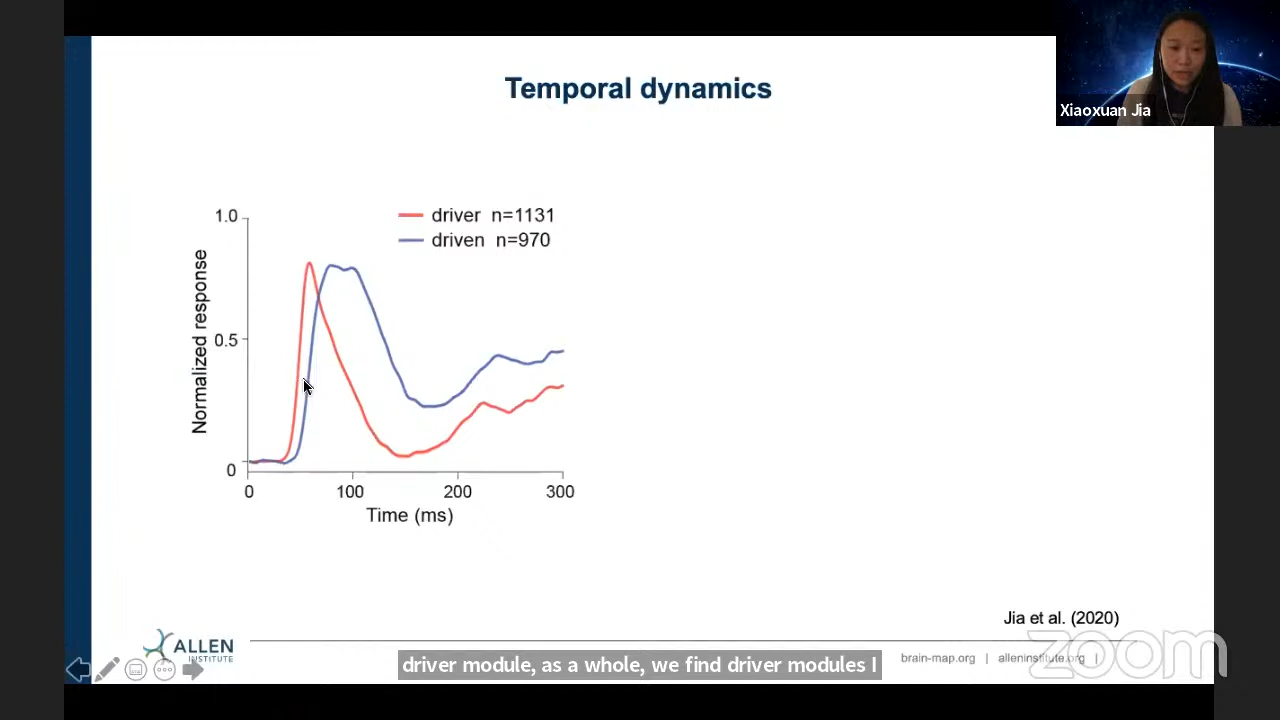 Temporal dynamics
Xiaoxuan Jia
driver n=1131
driven n=970
1.0
0.5
0
Normalized response
0
100
200
300
Time (ms)
Jia et al. (2020)
ALLEN
INSTITUTE
brain-map.org | alleninstitute.org |
zoom
driver module, as a whole, we find driver modules I